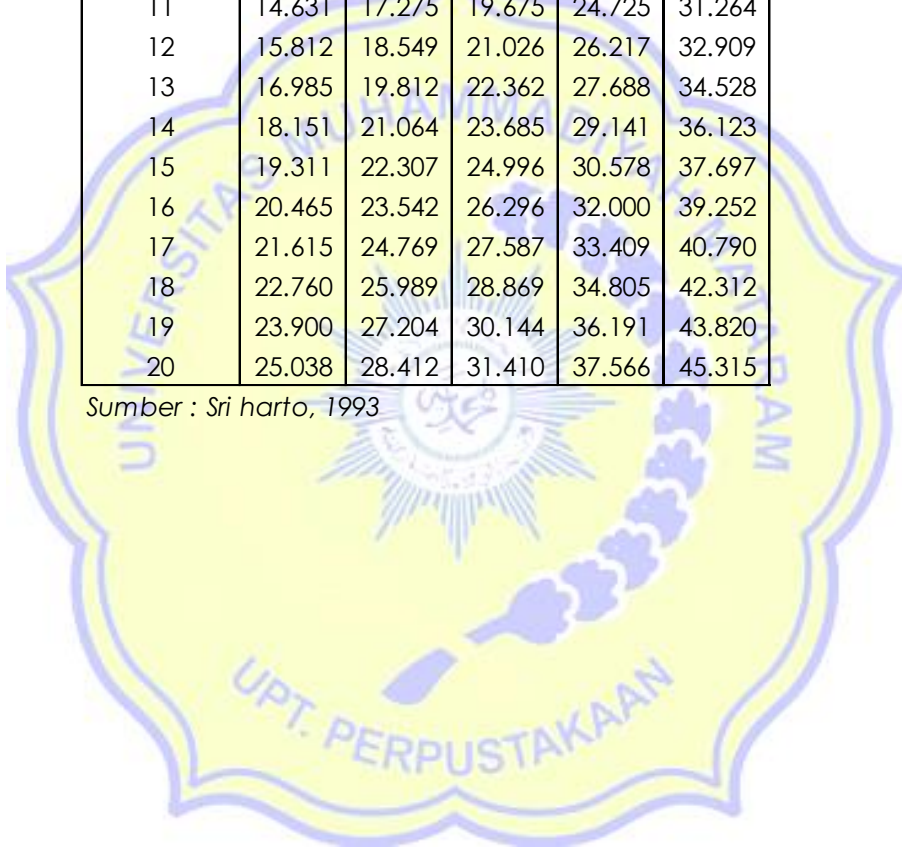 11 14.631 17.275 19.675 24.725 31.264
12 15.812 18.549 21.026 26.217 32.909
13 16.985 19.812 22.362 27.688 34.528
14 18.151 21.064 23.685 29.141 36.123
15 19.311 22.307 24.996 30.578 37.697
16 20.465 23.542 26.296 32.000 39.252
17 21.615 24.769 27.587 33.409 40.790
18 22.760 25.989 28.869 34.805 42.312
19 23.900 27.204 30.144 36.191 43.820
20 25.038 28.412 31.410 37.566 45.315
Sumber : Sri harto, 1993
UNIVERSITAS MUHAMMADIYAH MATARAM
UPT. PERPUSTAKAAN